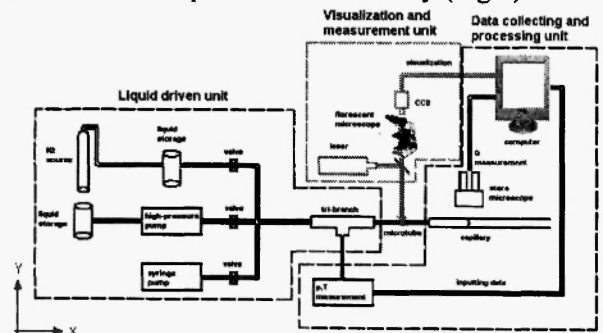 Visualization and
measurement unit
Data collecting and
processing unit
visualization
Liquid driven unit
CCD
florescent
microscope
computer
N2
source
liquid
storage
valve
laser
Q
measurement
stere
microscope
liquid
storage
high-pressure
pump
valve
tri-branch
microtube
capillary
syringe
pump
valve
p,T
measurement
inputting data
Y
X